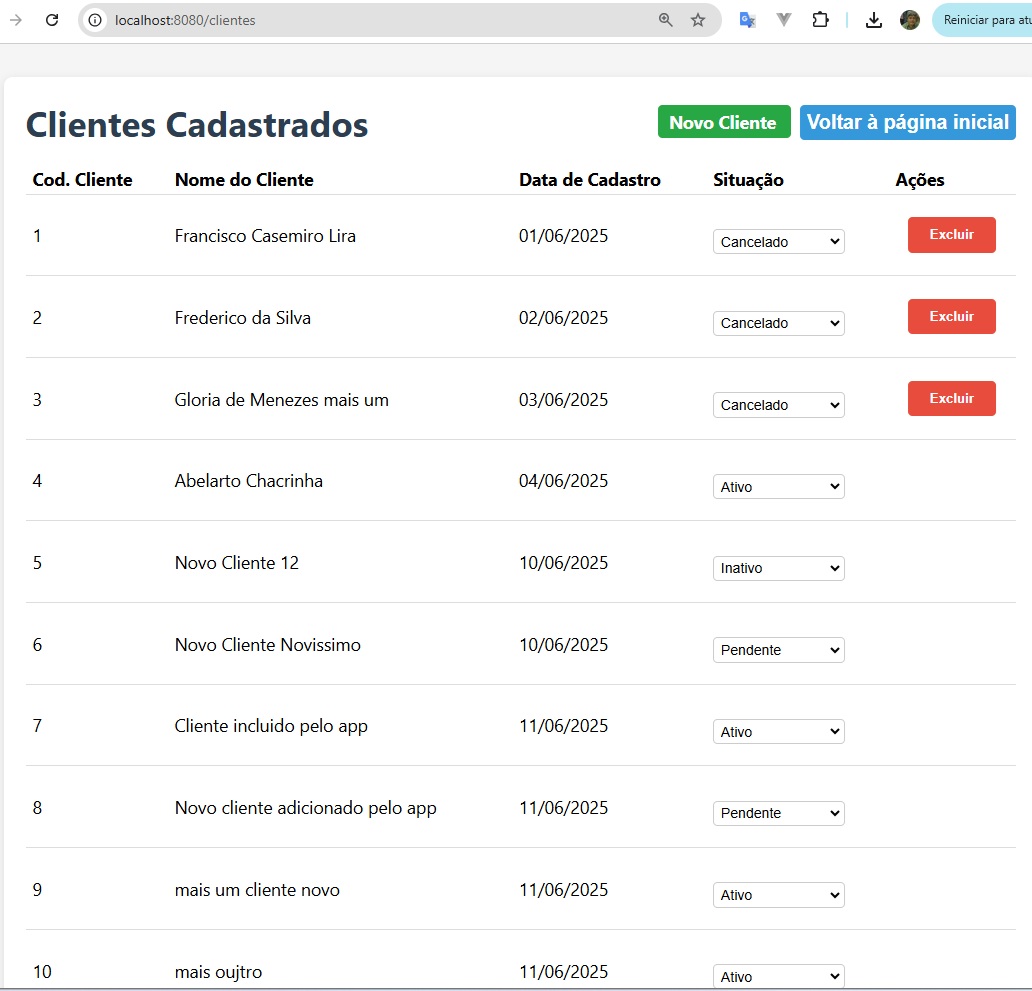 localhost:8080/clientes
Reiniciar para atu
Clientes Cadastrados
Novo Cliente
Voltar à página inicial
Cod. Cliente Nome do Cliente Data de Cadastro Situação Ações
1 Francisco Casemiro Lira 01/06/2025 Cancelado Excluir
2 Frederico da Silva 02/06/2025 Cancelado Excluir
3 Gloria de Menezes mais um 03/06/2025 Cancelado Excluir
4 Abelarto Chacrinha 04/06/2025 Ativo
5 Novo Cliente 12 10/06/2025 Inativo
6 Novo Cliente Novissimo 10/06/2025 Pendente
7 Cliente incluido pelo app 11/06/2025 Ativo
8 Novo cliente adicionado pelo app 11/06/2025 Pendente
9 mais um cliente novo 11/06/2025 Ativo
10 mais oujtro 11/06/2025 Ativo